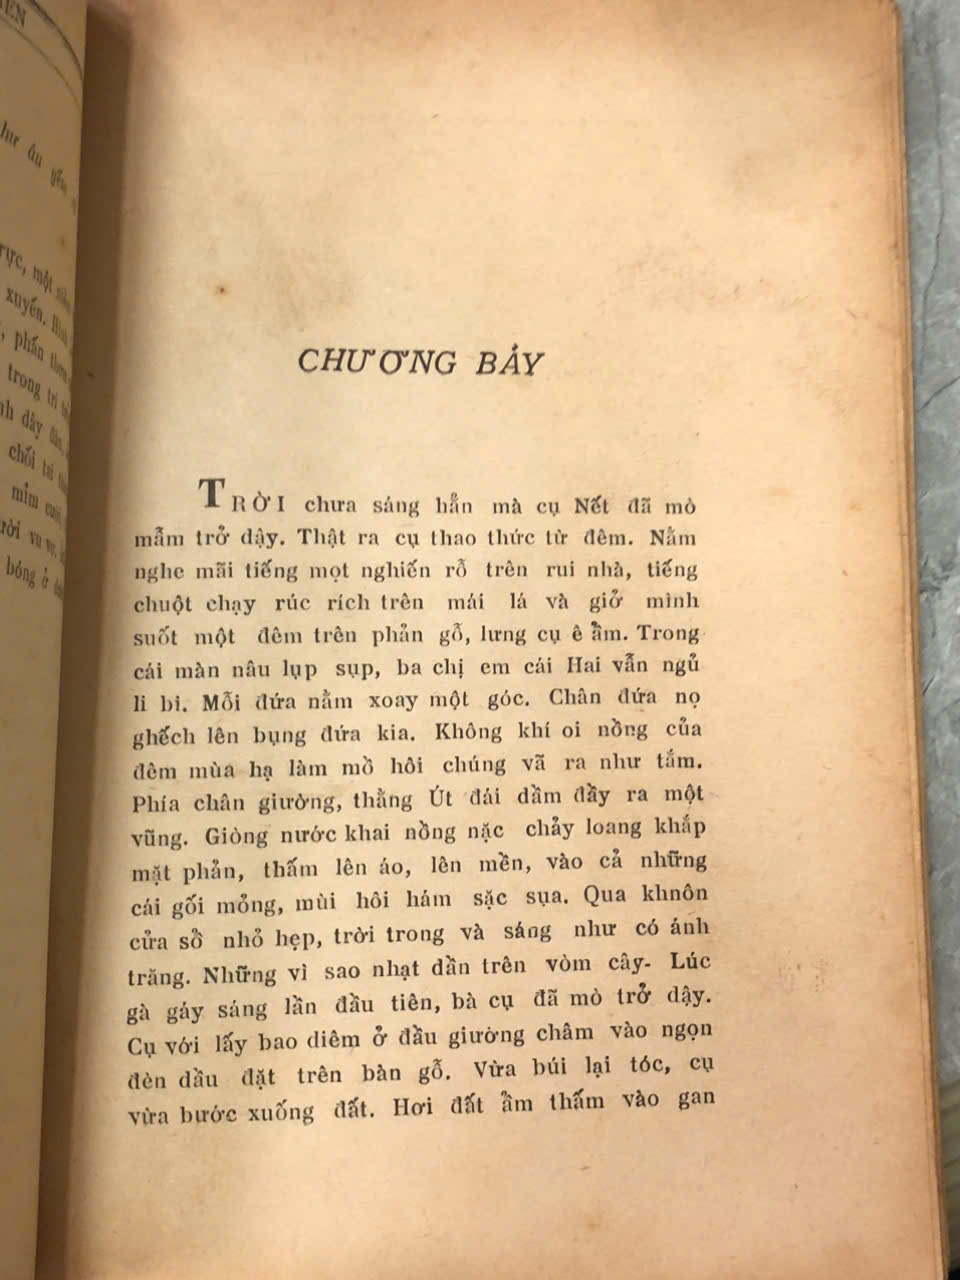 CHƯƠNG BẢY
TRỜI chưa sáng hẳn mà cụ Nết đã mò
mẫm trở dậy. Thật ra cụ thao thức từ đêm. Nằm
nghe mãi tiếng mọt nghiến rỗ trên rui nhà, tiếng
chuột chạy rúc rích trên mái lá và giở mình
suốt một đêm trên phản gỗ, lưng cụ ê ẩm. Trong
cái màn nâu lụp sụp, ba chị em cái Hai vẫn ngủ
li bì. Mỗi đứa nằm xoay một góc. Chân đứa nọ
ghếch lên bụng đứa kia. Không khí oi nồng của
đêm mùa hạ làm mồ hôi chúng vã ra như tắm.
Phía chân giường, thằng Út đái dầm đầy ra một
vũng. Giòng nước khai nồng nặc chảy loang khắp
mặt phản, thấm lên áo, lên mền, vào cả những
cái gối mỏng, mùi hôi hám sặc sụa. Qua khnôn
cửa sổ nhỏ hẹp, trời trong và sáng như có ánh
trăng. Những vì sao nhạt dần trên vòm cây- Lúc
gà gáy sáng lần đầu tiên, bà cụ đã mò trở dậy.
Cụ với lấy bao diêm ở đầu giường châm vào ngọn
đèn dầu đặt trên bàn gỗ. Vừa búi lại tóc, cụ
vừa bước xuống đất. Hơi đất ẩm thấm vào gan